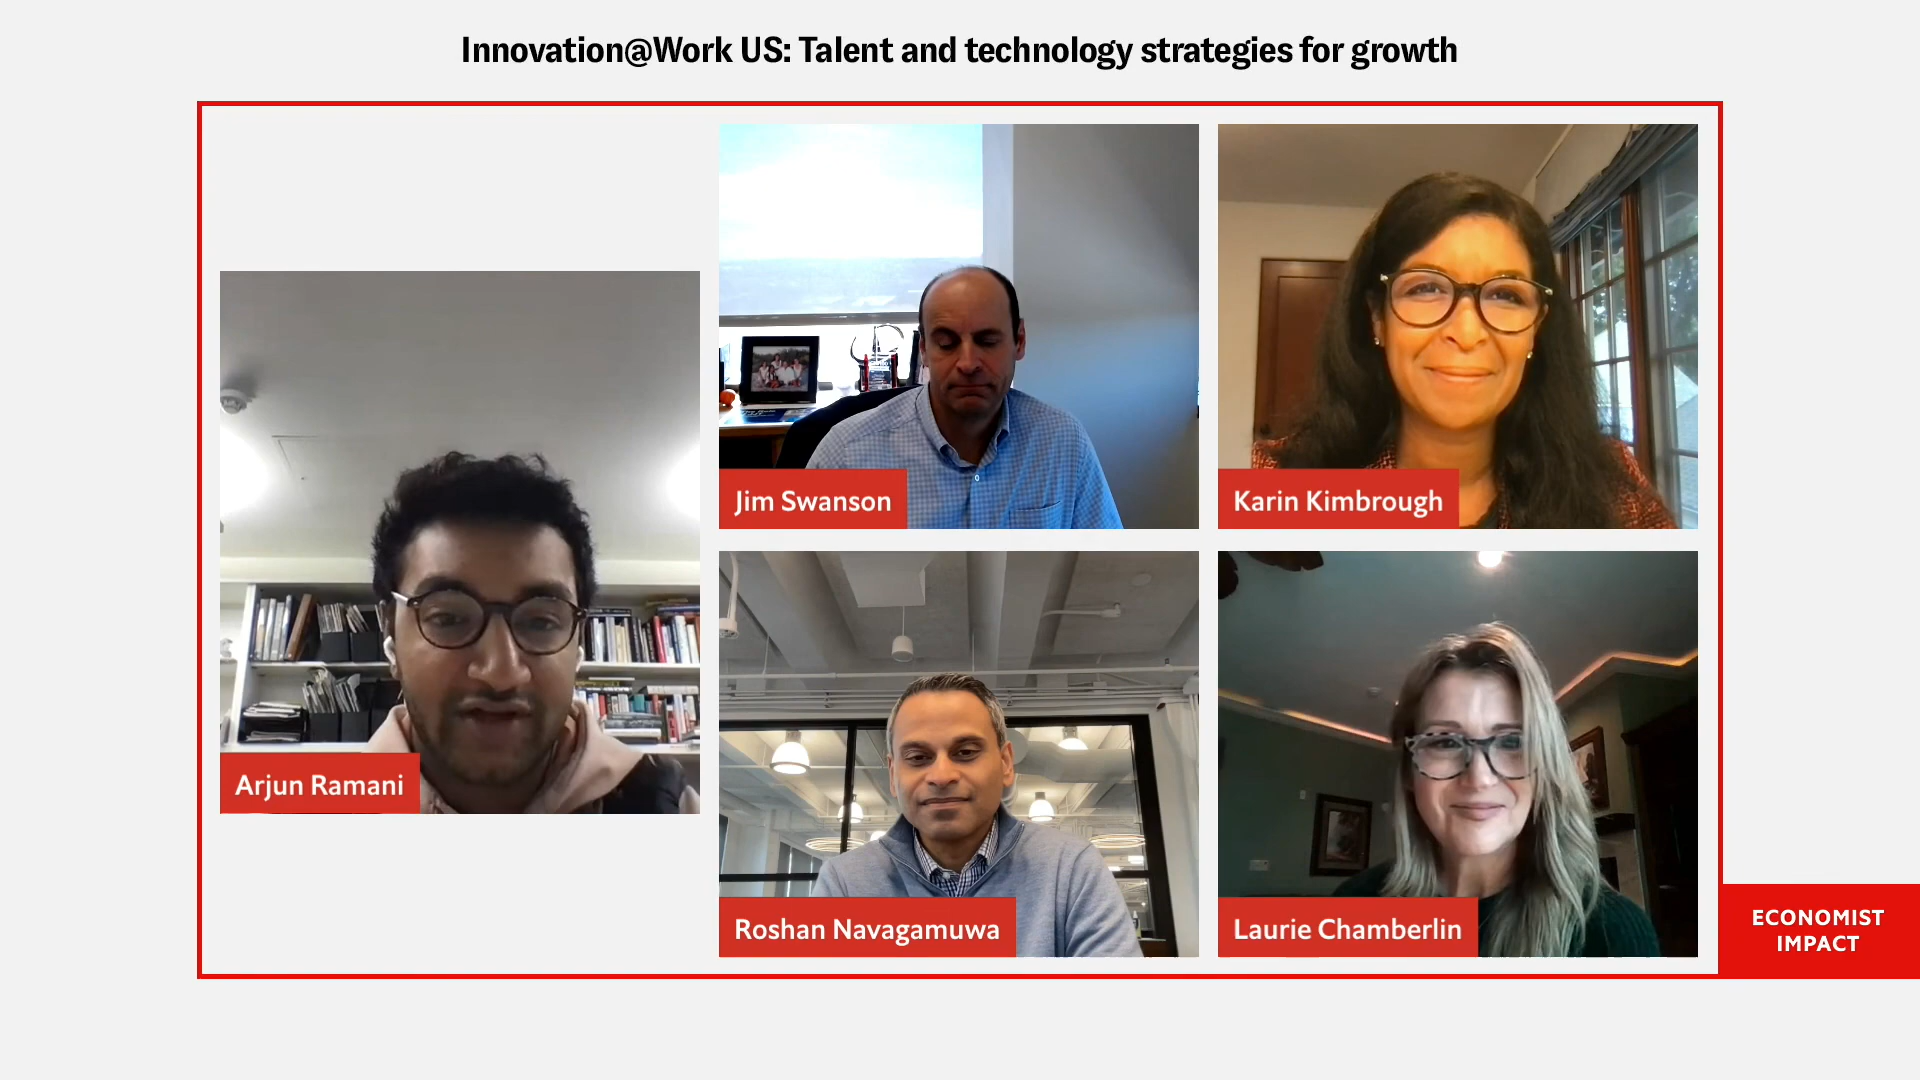 Innovation@Work US: Talent and technology strategies for growth
Jim Swanson
Karin Kimbrough
Arjun Ramani
Roshan Navagamuwa
Laurie Chamberlin
ECONOMIST
IMPACT